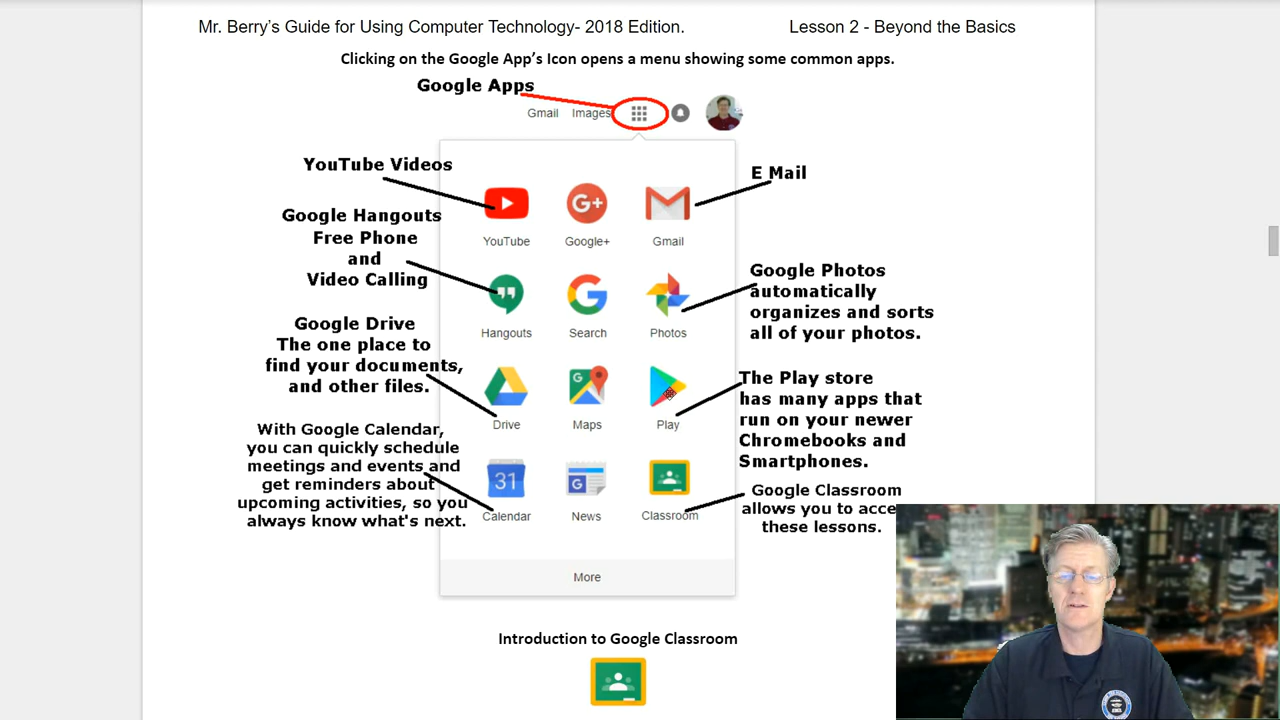 Mr. Berry's Guide for Using Computer Technology- 2018 Edition. Lesson 2 - Beyond the Basics
Clicking on the Google App's Icon opens a menu showing some common apps.
Google Apps
Gmail Images
YouTube Videos
E Mail
YouTube Google+ Gmail
Google Hangouts
Free Phone
and
Video Calling
Google Photos
automatically
organizes and sorts
all of your photos.
Hangouts Search Photos
Google Drive
The one place to
find your documents,
and other files.
The Play store
has many apps that
run on your newer
Chromebooks and
Smartphones.
Drive Maps Play
With Google Calendar,
you can quickly schedule
meetings and events and
get reminders about
upcoming activities, so you
always know what's next.
31
Calendar News Classroom
Google Classroom
allows you to acce
these lessons.
More
Introduction to Google Classroom